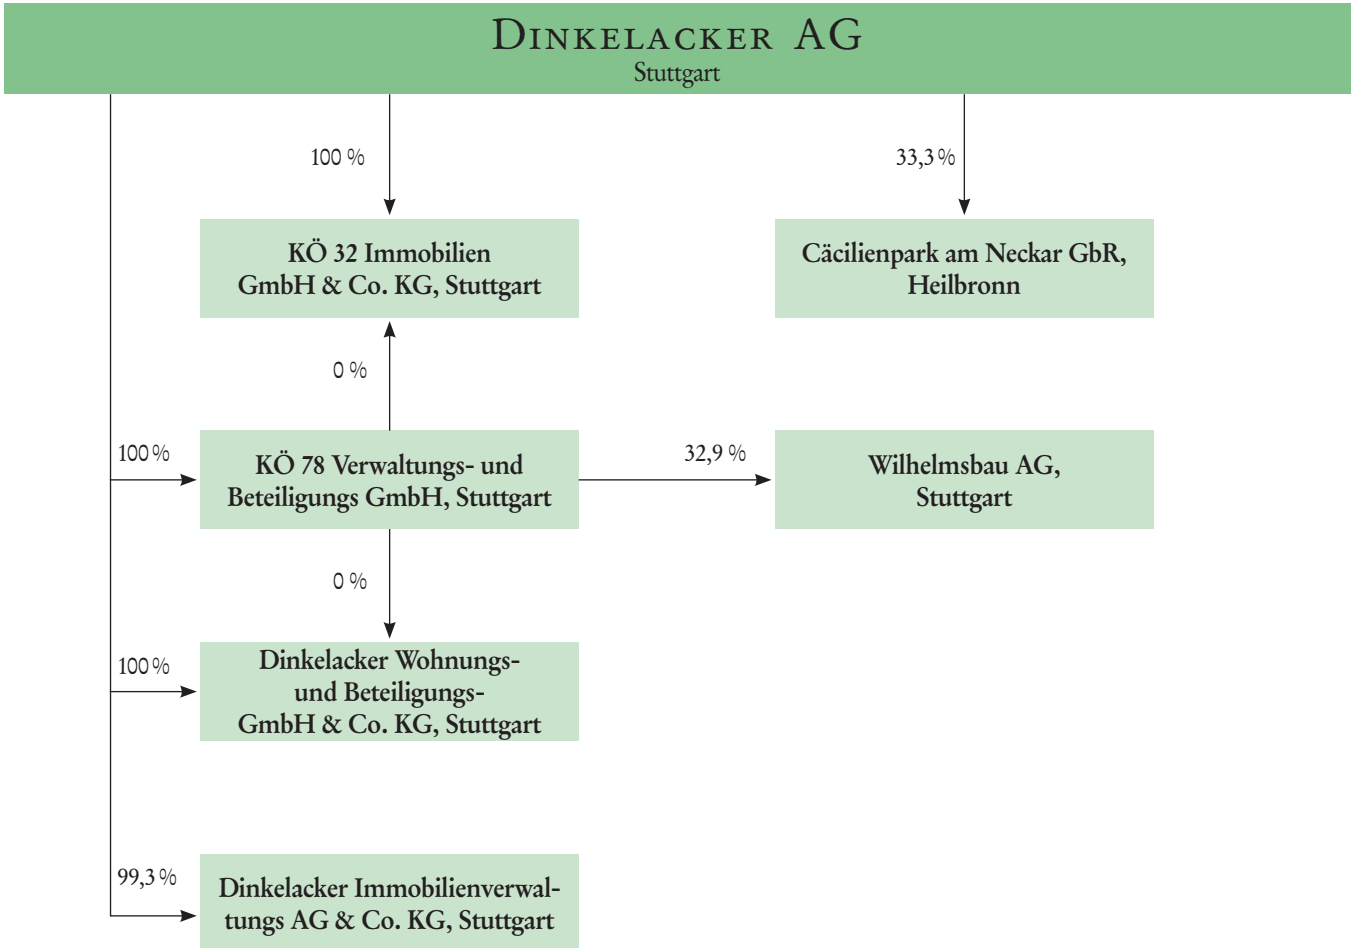 DINKELACKER AG
Stuttgart
100 %
33,3 %
KÖ 32 Immobilien
GmbH & Co. KG, Stuttgart
Cäcilienpark am Neckar GbR,
Heilbronn
0 %
100 %
KÖ 78 Verwaltungs- und
Beteiligungs GmbH, Stuttgart
32,9 %
Wilhelmsbau AG,
Stuttgart
0 %
100 %
Dinkelacker Wohnungs-
und Beteiligungs-
GmbH & Co. KG, Stuttgart
99,3 %
Dinkelacker Immobilienverwal-
tungs AG & Co. KG, Stuttgart